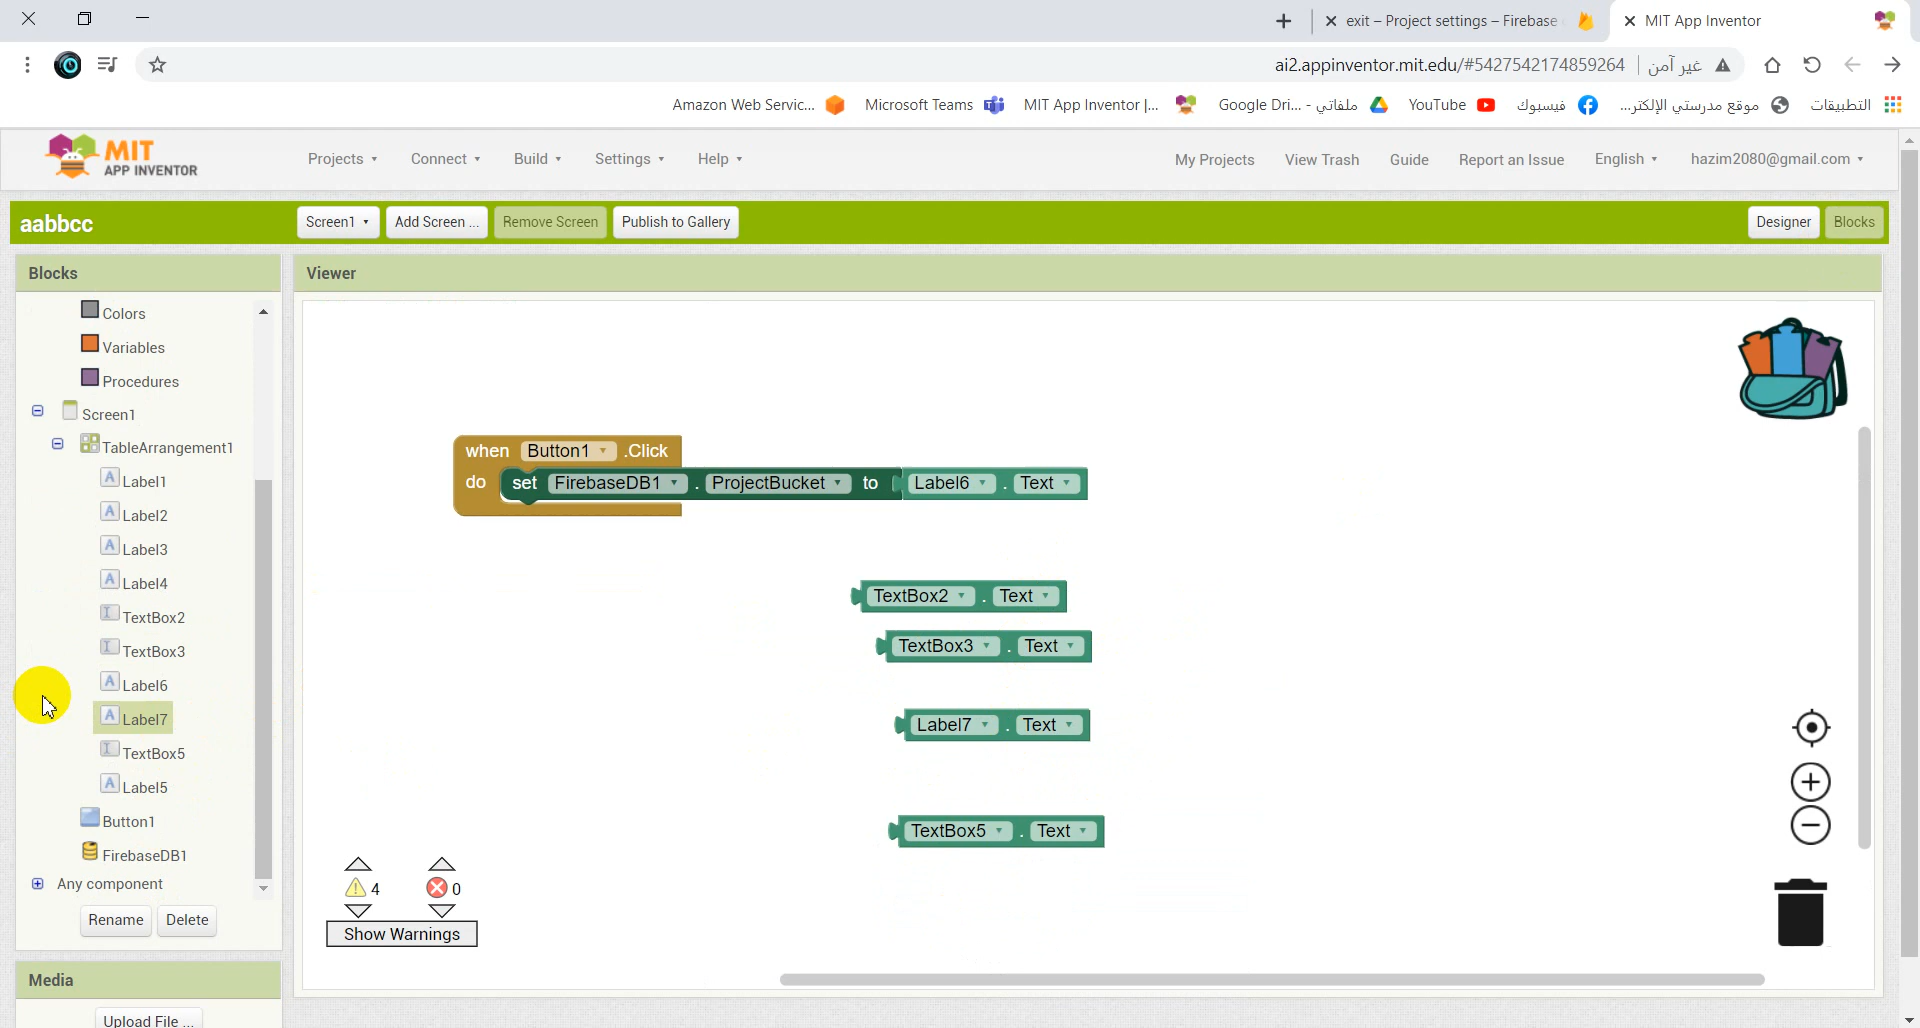 exit – Project settings – Firebase
MIT App Inventor
ai2.appinventor.mit.edu/#5427542174859264
غير آمن
Amazon Web Servic...
Microsoft Teams
MIT App Inventor |...
ملفاتي - Google Dri...
YouTube
فيسبوك
موقع مدرستي الإلكتر...
التطبيقات
MIT
APP INVENTOR
Projects
Connect
Build
Settings
Help
My Projects
View Trash
Guide
Report an Issue
English
hazim2080@gmail.com
aabbcc
Screen1
Add Screen ...
Remove Screen
Publish to Gallery
Designer
Blocks
Blocks
Colors
Variables
Procedures
Screen1
TableArrangement1
Label1
Label2
Label3
Label4
TextBox2
TextBox3
Label6
Label7
TextBox5
Label5
Button1
FirebaseDB1
Any component
Rename
Delete
Media
Upload File ...
Viewer
when Button1 .Click
do set FirebaseDB1 . ProjectBucket to Label6 . Text
TextBox2 . Text
TextBox3 . Text
Label7 . Text
TextBox5 . Text
4
0
Show Warnings